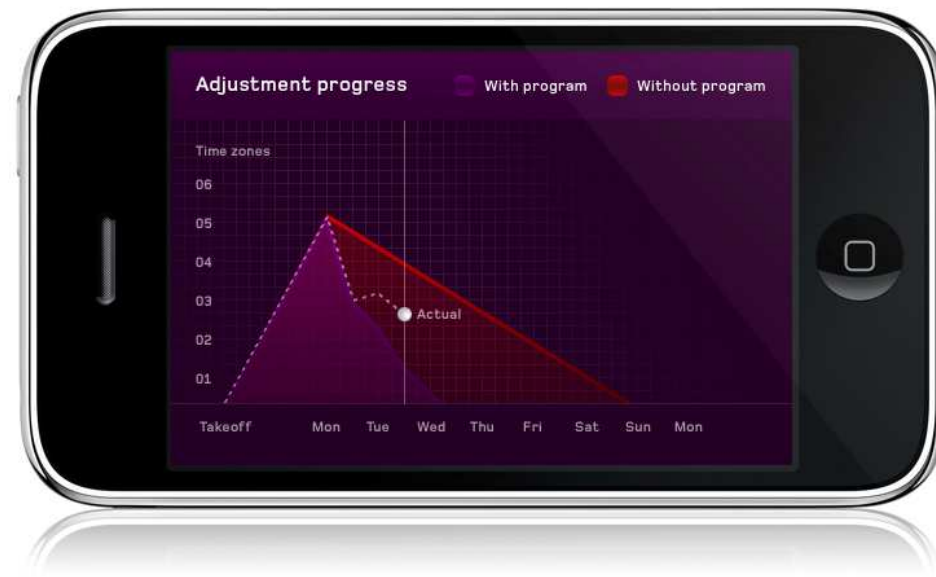 Adjustment progress
With program
Without program
Time zones
06
05
04
03
Actual
02
01
Takeoff Mon Tue Wed Thu Fri Sat Sun Mon